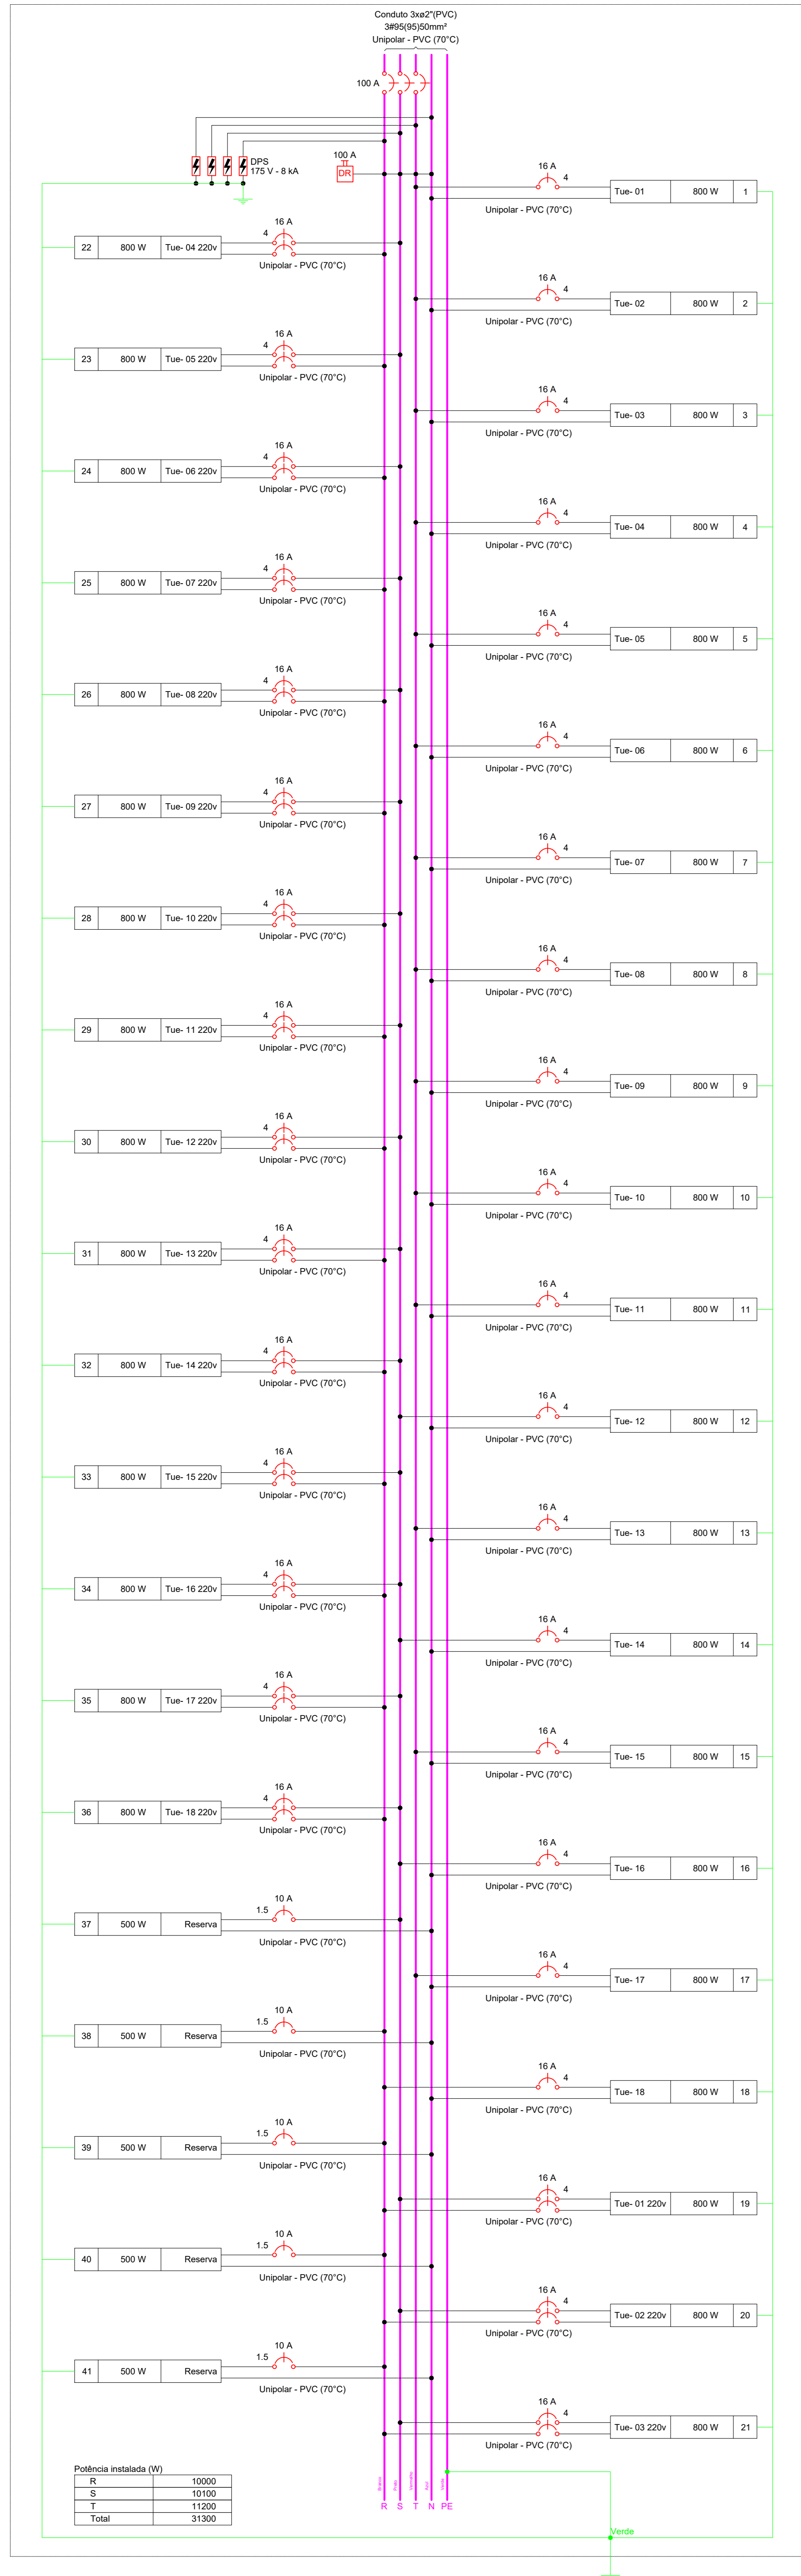 Conduto 3xø2"(PVC)
3#95(95)50mm²
Unipolar - PVC (70°C)
100 A
DPS
175 V - 8 kA
100 A
DR
16 A
4
Tue- 01 800 W 1
Unipolar - PVC (70°C)
16 A
4
22 800 W Tue- 04 220v
Unipolar - PVC (70°C)
16 A
4
Tue- 02 800 W 2
Unipolar - PVC (70°C)
16 A
4
23 800 W Tue- 05 220v
Unipolar - PVC (70°C)
16 A
4
Tue- 03 800 W 3
Unipolar - PVC (70°C)
16 A
4
24 800 W Tue- 06 220v
Unipolar - PVC (70°C)
16 A
4
Tue- 04 800 W 4
Unipolar - PVC (70°C)
16 A
4
25 800 W Tue- 07 220v
Unipolar - PVC (70°C)
16 A
4
Tue- 05 800 W 5
Unipolar - PVC (70°C)
16 A
4
26 800 W Tue- 08 220v
Unipolar - PVC (70°C)
16 A
4
Tue- 06 800 W 6
Unipolar - PVC (70°C)
16 A
4
27 800 W Tue- 09 220v
Unipolar - PVC (70°C)
16 A
4
Tue- 07 800 W 7
Unipolar - PVC (70°C)
16 A
4
28 800 W Tue- 10 220v
Unipolar - PVC (70°C)
16 A
4
Tue- 08 800 W 8
Unipolar - PVC (70°C)
16 A
4
29 800 W Tue- 11 220v
Unipolar - PVC (70°C)
16 A
4
Tue- 09 800 W 9
Unipolar - PVC (70°C)
16 A
4
30 800 W Tue- 12 220v
Unipolar - PVC (70°C)
16 A
4
Tue- 10 800 W 10
Unipolar - PVC (70°C)
16 A
4
31 800 W Tue- 13 220v
Unipolar - PVC (70°C)
16 A
4
Tue- 11 800 W 11
Unipolar - PVC (70°C)
16 A
4
32 800 W Tue- 14 220v
Unipolar - PVC (70°C)
16 A
4
Tue- 12 800 W 12
Unipolar - PVC (70°C)
16 A
4
33 800 W Tue- 15 220v
Unipolar - PVC (70°C)
16 A
4
Tue- 13 800 W 13
Unipolar - PVC (70°C)
16 A
4
34 800 W Tue- 16 220v
Unipolar - PVC (70°C)
16 A
4
Tue- 14 800 W 14
Unipolar - PVC (70°C)
16 A
4
35 800 W Tue- 17 220v
Unipolar - PVC (70°C)
16 A
4
Tue- 15 800 W 15
Unipolar - PVC (70°C)
16 A
4
36 800 W Tue- 18 220v
Unipolar - PVC (70°C)
16 A
4
Tue- 16 800 W 16
Unipolar - PVC (70°C)
10 A
1.5
37 500 W Reserva
Unipolar - PVC (70°C)
16 A
4
Tue- 17 800 W 17
Unipolar - PVC (70°C)
10 A
1.5
38 500 W Reserva
Unipolar - PVC (70°C)
16 A
4
Tue- 18 800 W 18
Unipolar - PVC (70°C)
10 A
1.5
39 500 W Reserva
Unipolar - PVC (70°C)
16 A
4
Tue- 01 220v 800 W 19
Unipolar - PVC (70°C)
10 A
1.5
40 500 W Reserva
Unipolar - PVC (70°C)
16 A
4
Tue- 02 220v 800 W 20
Unipolar - PVC (70°C)
10 A
1.5
41 500 W Reserva
Unipolar - PVC (70°C)
16 A
4
Tue- 03 220v 800 W 21
Unipolar - PVC (70°C)
Potência instalada (W)
R 10000
S 10100
T 11200
Total 31300
Branco Preto Vermelho Azul Verde
R S T N PE
Verde